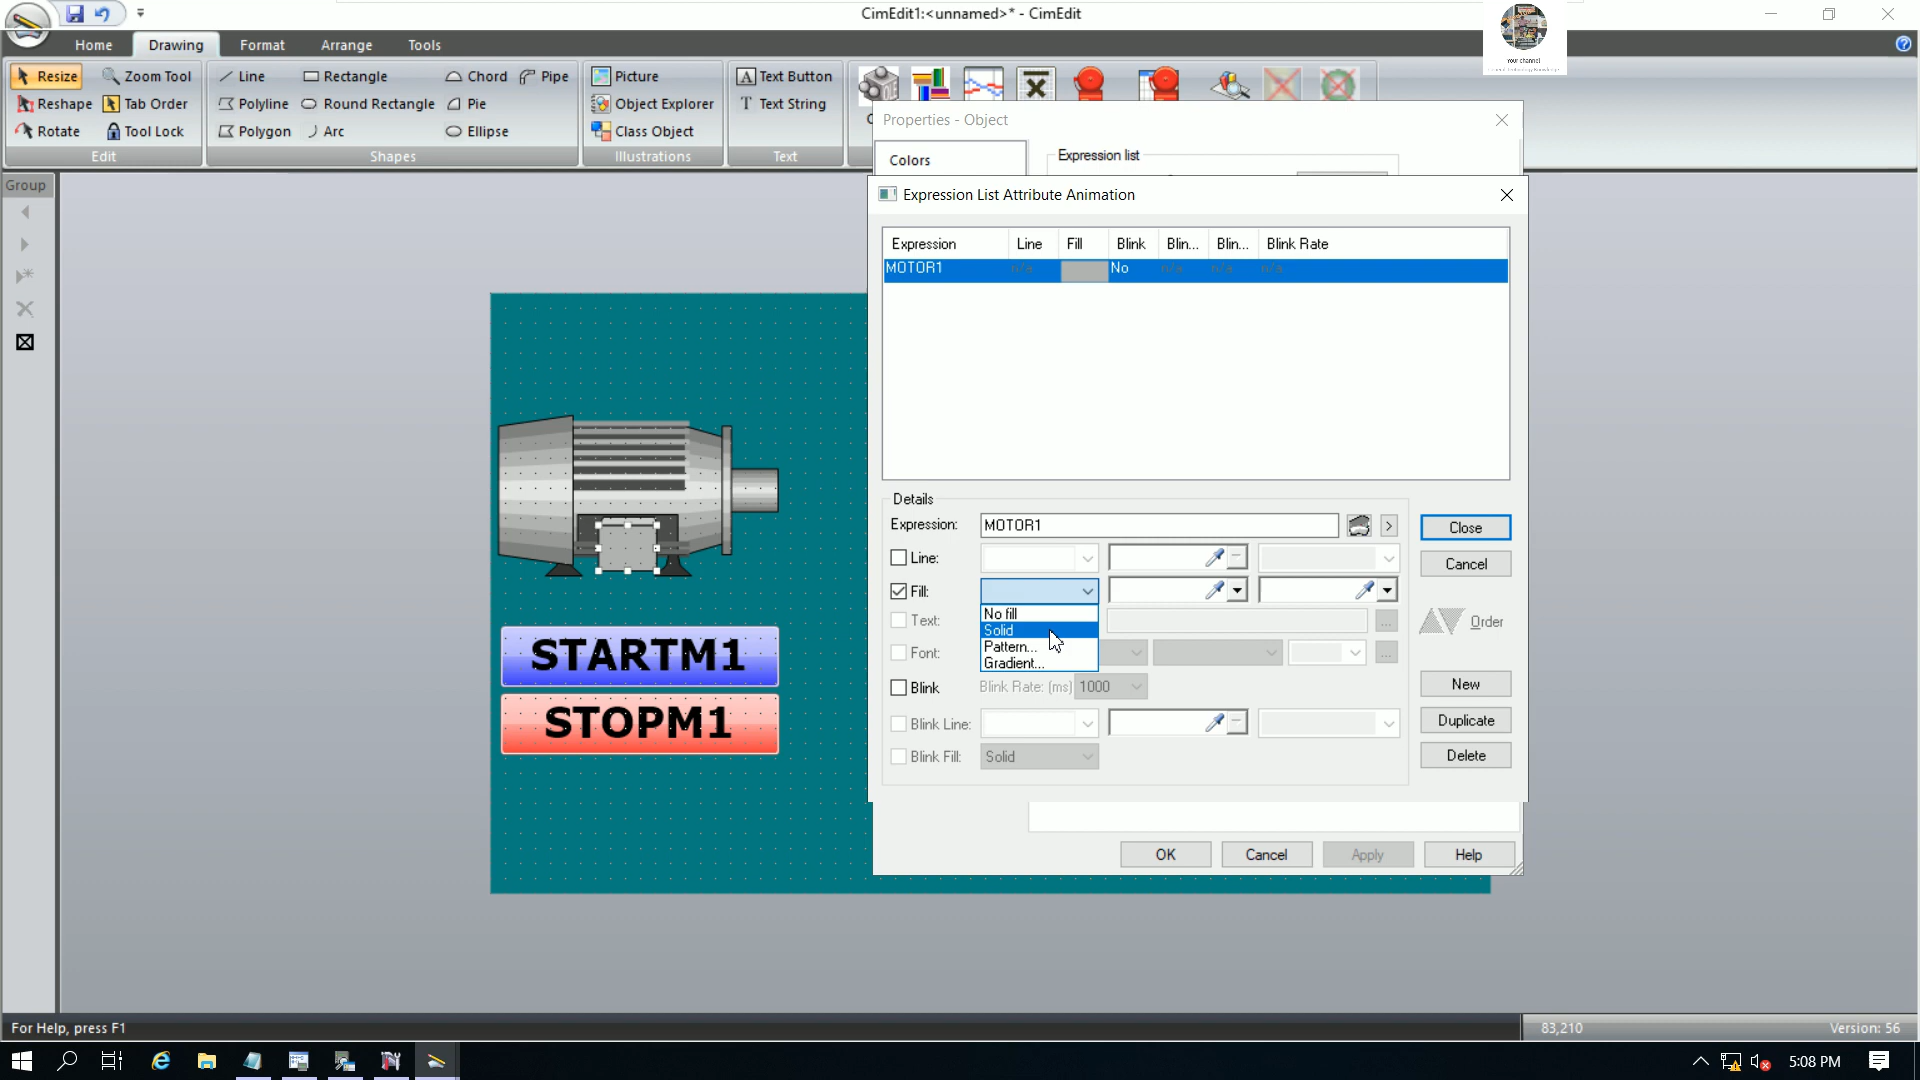 CimEdit1:<unnamed>* - CimEdit
Your channel
Home Drawing Format Arrange Tools
Resize Zoom Tool Line Rectangle Chord Pipe Picture Text Button
Reshape Tab Order Polyline Round Rectangle Pie Object Explorer Text String
Rotate Tool Lock Polygon Arc Ellipse Class Object
Edit Shapes Illustrations Text
Properties - Object
Colors
Expression list
Group
Expression List Attribute Animation
Expression Line Fill Blink Blin... Blin... Blink Rate
MOTOR1 n/a No n/a n/a n/a
STARTM1
STOPM1
Details
Expression: MOTOR1 >
Close
Line:
Cancel
Fill:
No fill
Solid
Pattern...
Gradient...
Text:
...
Order
Font:
...
Blink Blink Rate: (ms) 1000
New
Blink Line:
Duplicate
Blink Fill: Solid
Delete
OK Cancel Apply Help
For Help, press F1
83,210
Version: 56
5:08 PM